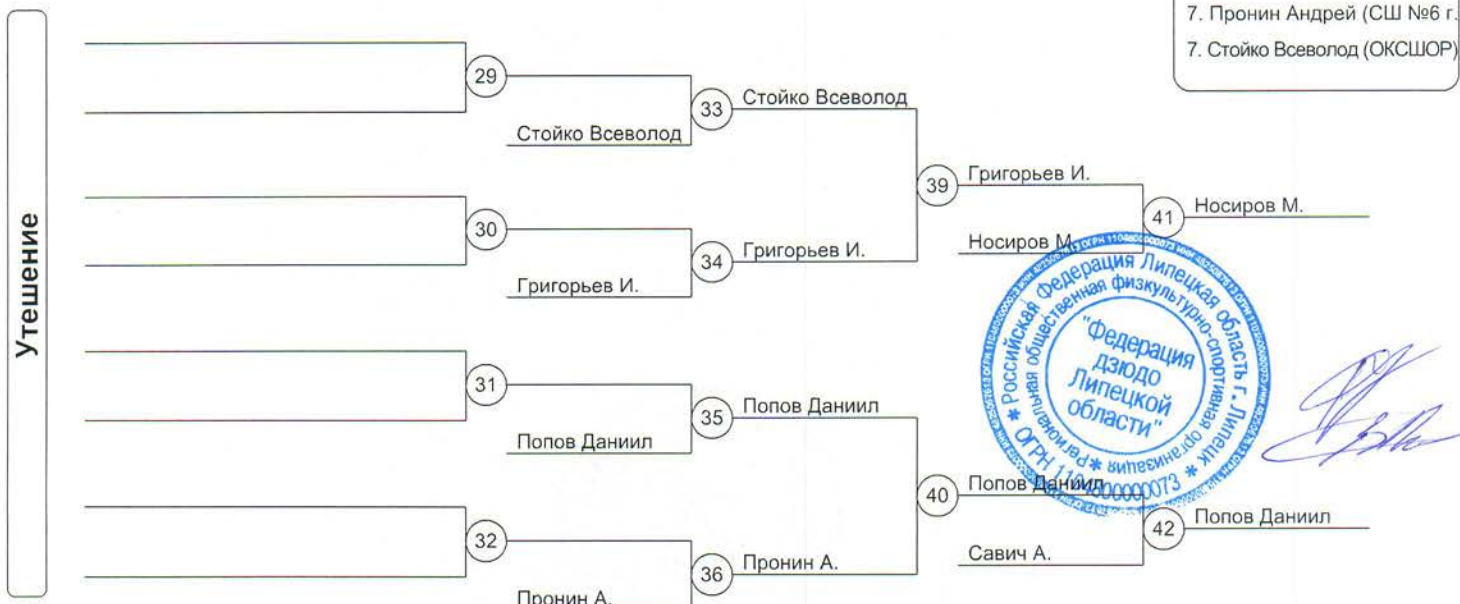 7. Пронин Андрей (СШ №6 г.
7. Стойко Всеволод (ОКСШОР)
Утешение
29
33
Стойко Всеволод
Стойко Всеволод
39
Григорьев И.
41
Носиров М.
30
Носиров М.
34
Григорьев И.
Григорьев И.
31
35
Попов Даниил
Попов Даниил
40
Попов Даниил
42
Попов Даниил
32
Савич А.
36
Пронин А.
Пронин А.
* Российская Федерация Липецкая область г. Липецк *
ОГРН 1104800000073
* Региональная общественная физкультурно-спортивная организация
"Федерация
дзюдо
Липецкой
области"